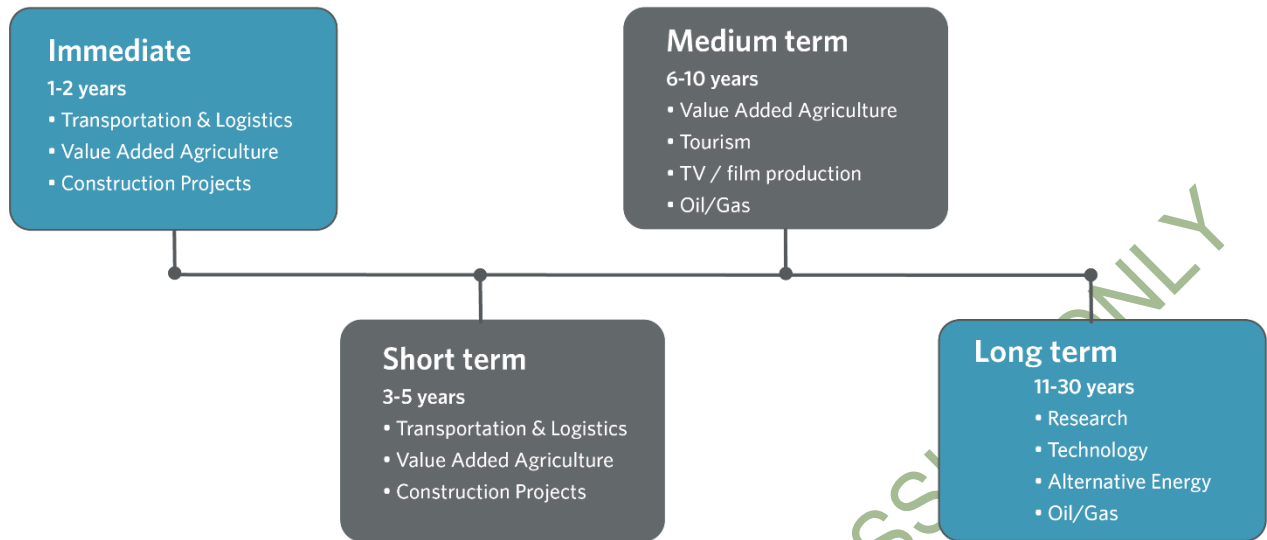 Immediate
1-2 years
▪ Transportation & Logistics
▪ Value Added Agriculture
▪ Construction Projects
Short term
3-5 years
▪ Transportation & Logistics
▪ Value Added Agriculture
▪ Construction Projects
Medium term
6-10 years
▪ Value Added Agriculture
▪ Tourism
▪ TV / film production
▪ Oil/Gas
Long term
11-30 years
▪ Research
▪ Technology
▪ Alternative Energy
▪ Oil/Gas